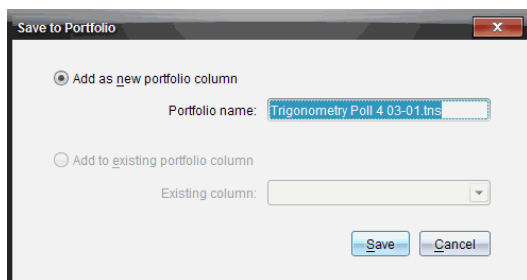 Save to Portfolio
Add as new portfolio column
Portfolio name: Trigonometry Poll 4 03-01.tns
Add to existing portfolio column
Existing column:
Save Cancel